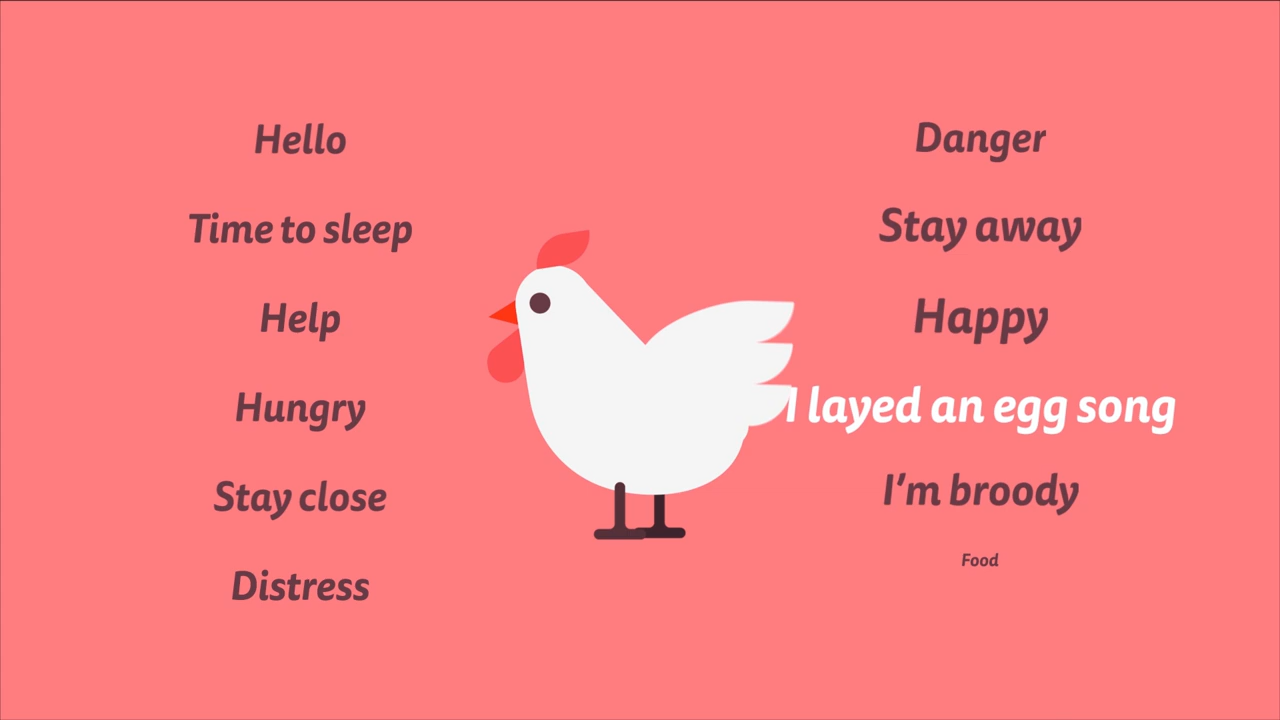 Hello
Time to sleep
Help
Hungry
Stay close
Distress
Danger
Stay away
Happy
I layed an egg song
I'm broody
Food